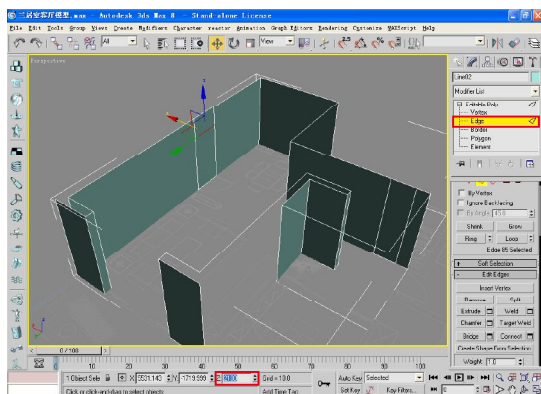 三居室客厅模型.max - Autodesk 3ds Max 8 - Stand-alone License
File Edit Tools Group Views Create Modifiers Character reactor Animation Graph Editors Rendering Customize MAXScript Help
All
View
Perspective
Line02
Modifier List
Editable Poly
Vertex
Edge
Border
Polygon
Element
By Vertex
Ignore Backfacing
By Angle 45.0
Shrink Grow
Ring Loop
Selected
Soft Selection
Edit Edges
Insert Vertex
Remove Split
Extrude Weld
Chamfer Target Weld
Bridge Connect
Create Shape From Selection
Weight 1.0
0 / 100
10 20 30 40 50 60 70 80 90 100
1 Object Sele X 5531.143 Y -1719.999 Z Grid = 10.0
Auto Key Selected
Click or click-and-drag to select objects Add Time Tag
Set Key Key Filters... 0